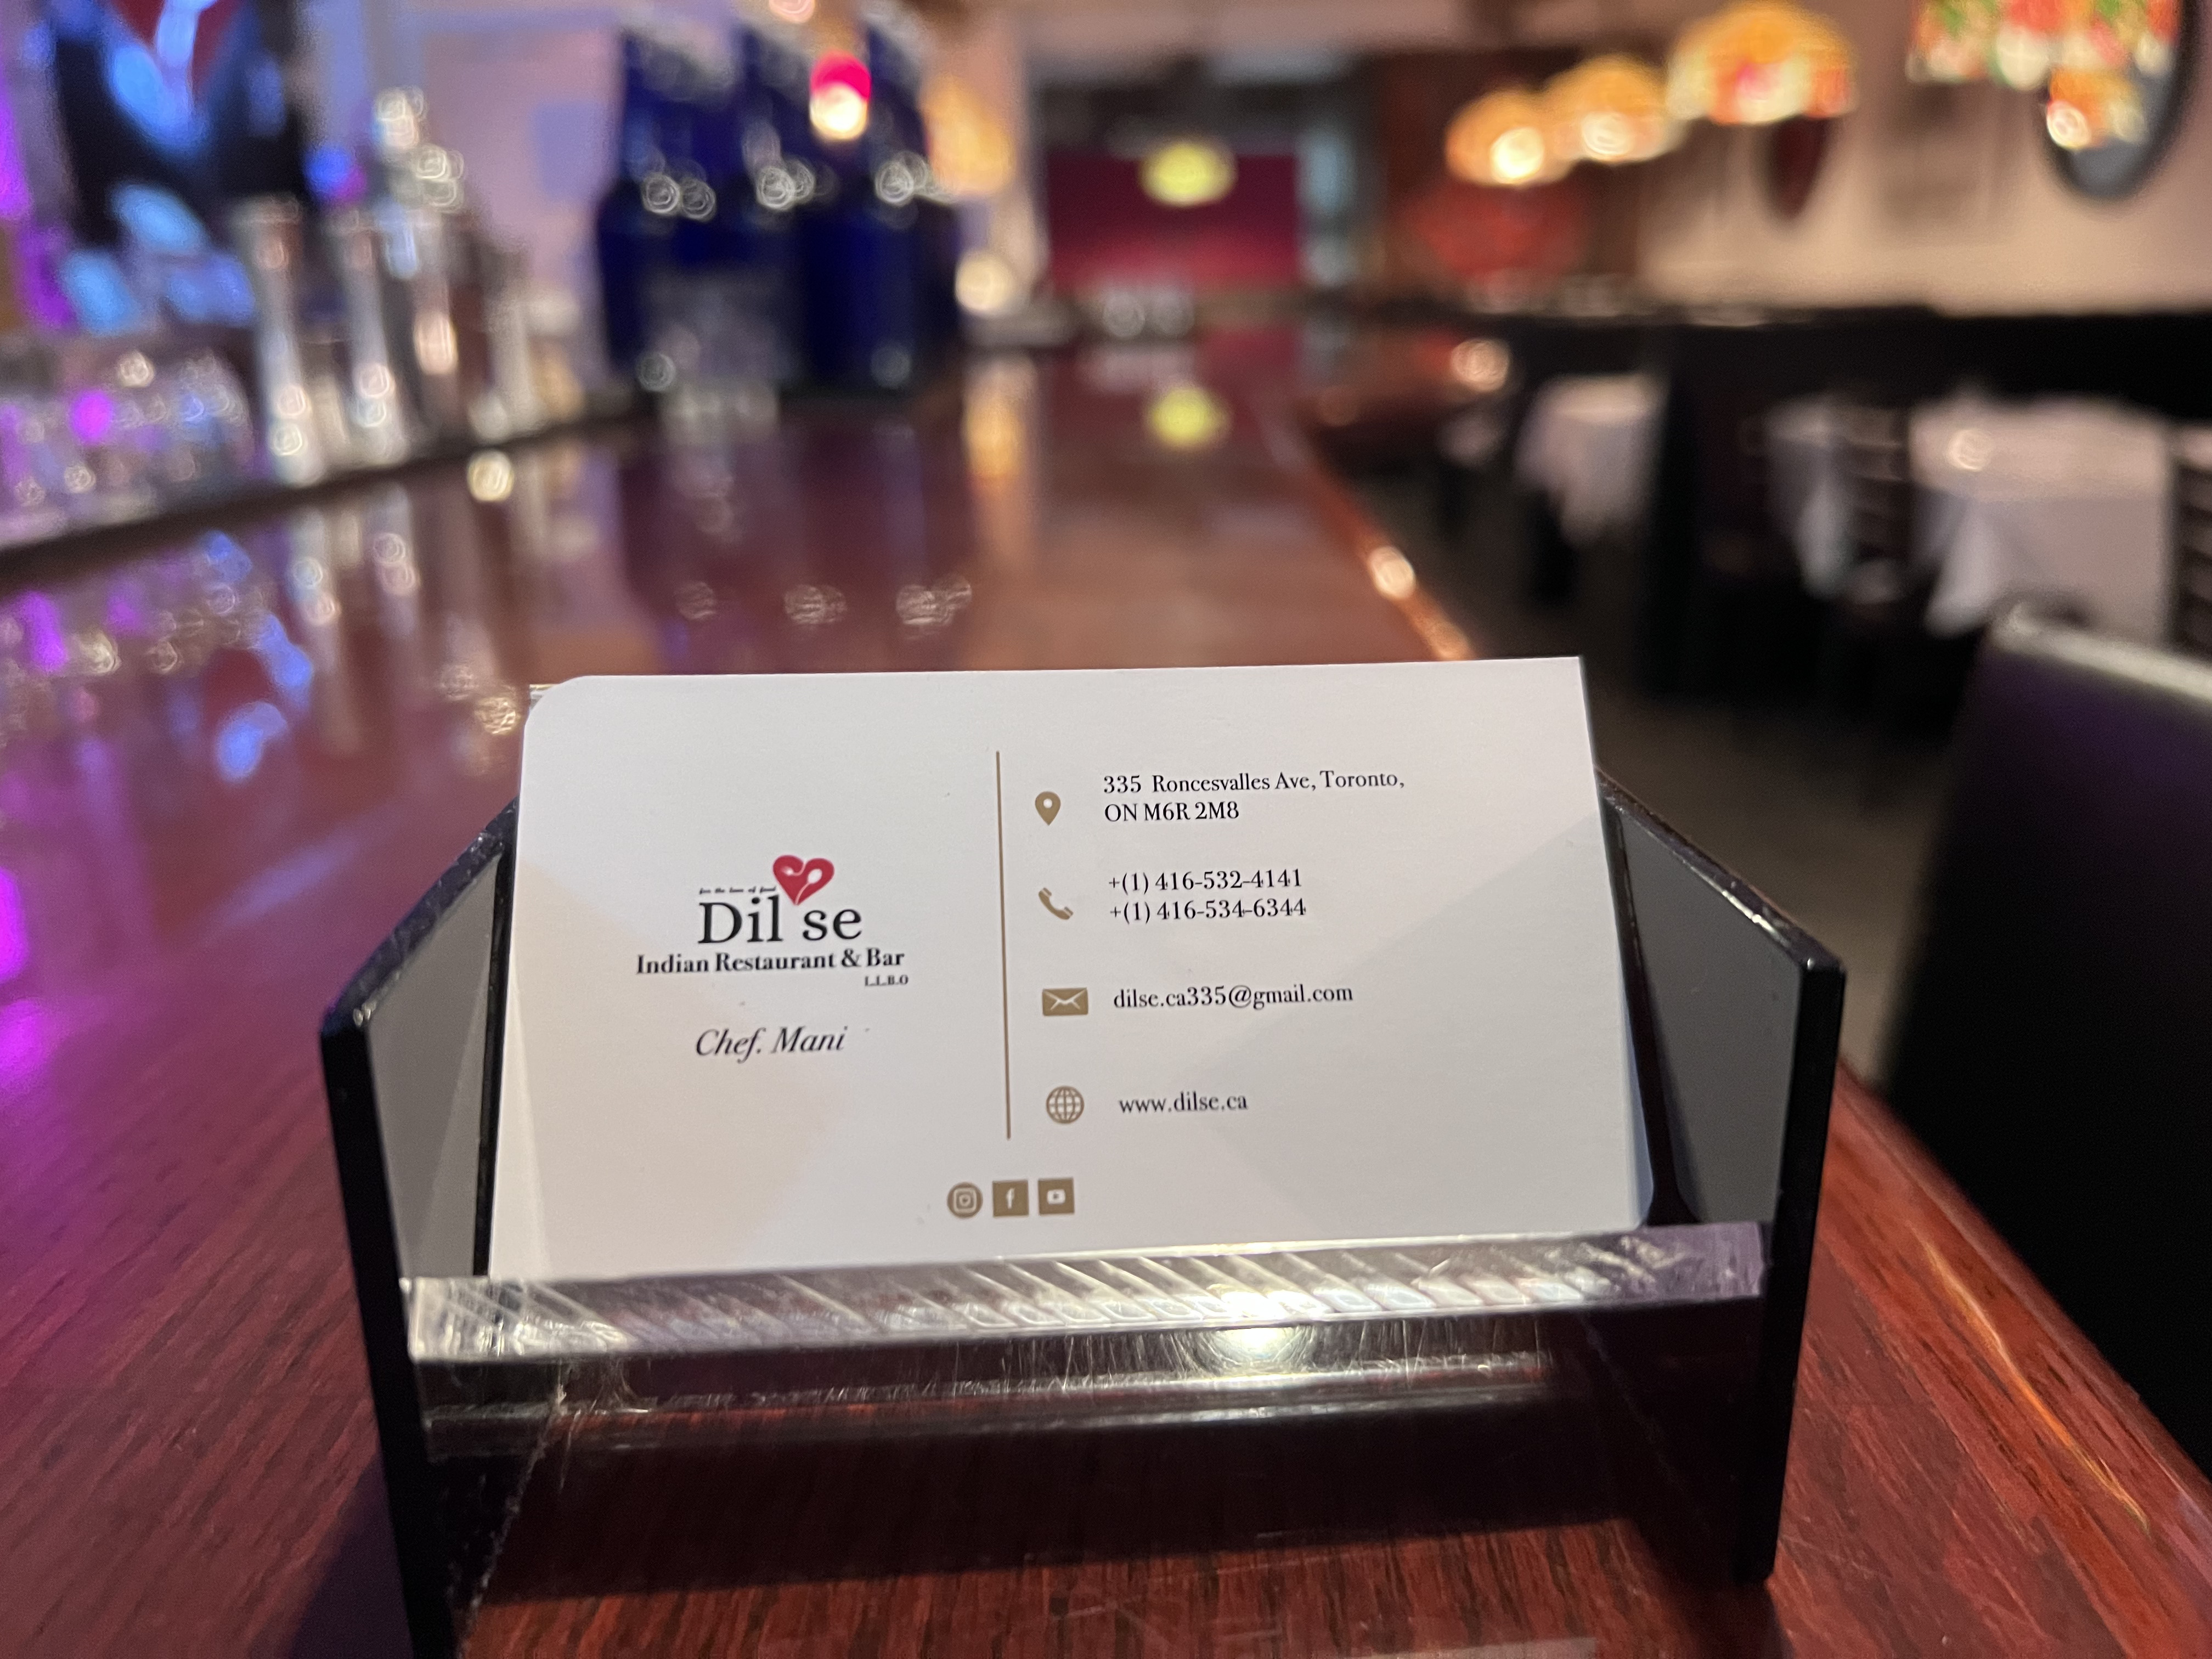 for the love of food
Dil se
Indian Restaurant & Bar
L.L.B.O
Chef. Mani
335 Roncesvalles Ave, Toronto,
ON M6R 2M8
+(1) 416-532-4141
+(1) 416-534-6344
dilse.ca335@gmail.com
www.dilse.ca